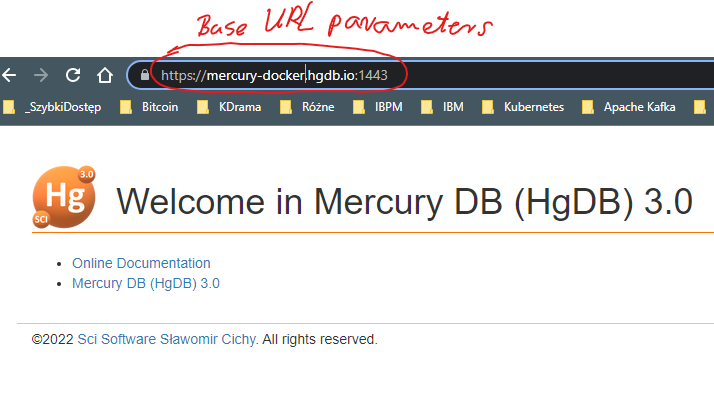 Base URL parameters
https://mercury-docker.hgdb.io:1443
_SzybkiDostęp Bitcoin KDrama Różne IBPM IBM Kubernetes Apache Kafka
Hg 3.0 SCI
Welcome in Mercury DB (HgDB) 3.0
Online Documentation
Mercury DB (HgDB) 3.0
©2022 Sci Software Sławomir Cichy. All rights reserved.